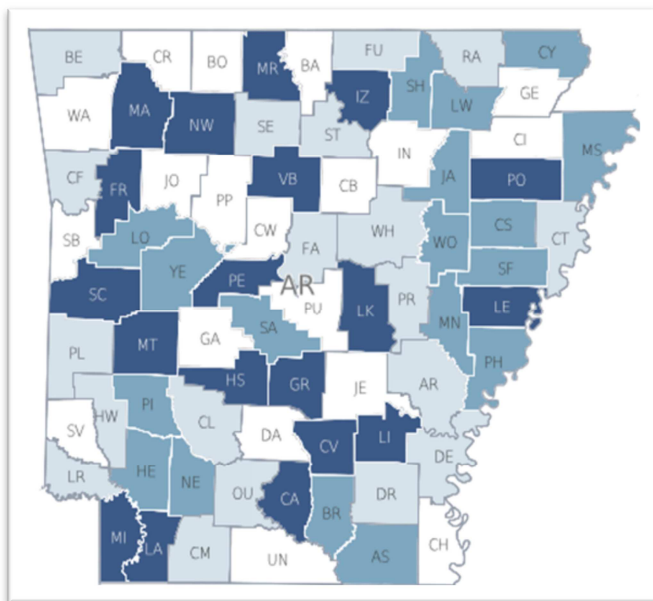 BE
CR
BO
MR
BA
FU
RA
CY
WA
MA
NW
IZ
SH
LW
GE
SE
ST
CF
FR
JO
PP
VB
CB
IN
JA
CI
MS
PO
SB
LO
CW
FA
WH
WO
CS
CT
YE
SF
SC
PE
AR
PU
LK
PR
MN
LE
PL
MT
GA
SA
PH
HS
GR
JE
AR
HW
PI
CL
SV
DA
CV
LI
DE
LR
HE
NE
OU
CA
BR
DR
MI
LA
CM
UN
AS
CH